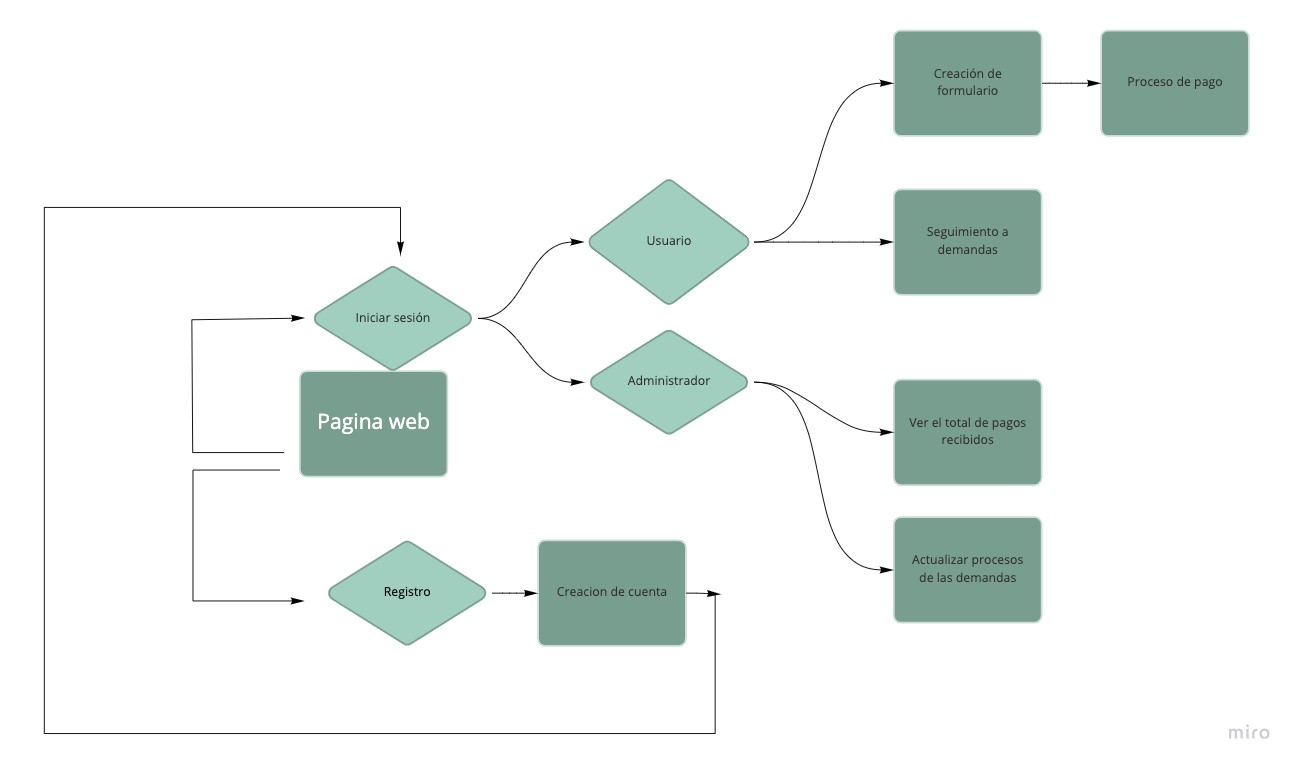 Creación de
formulario
Proceso de pago
Usuario
Seguimiento a
demandas
Iniciar sesión
Administrador
Pagina web
Ver el total de pagos
recibidos
Actualizar procesos
de las demandas
Registro
Creacion de cuenta
miro